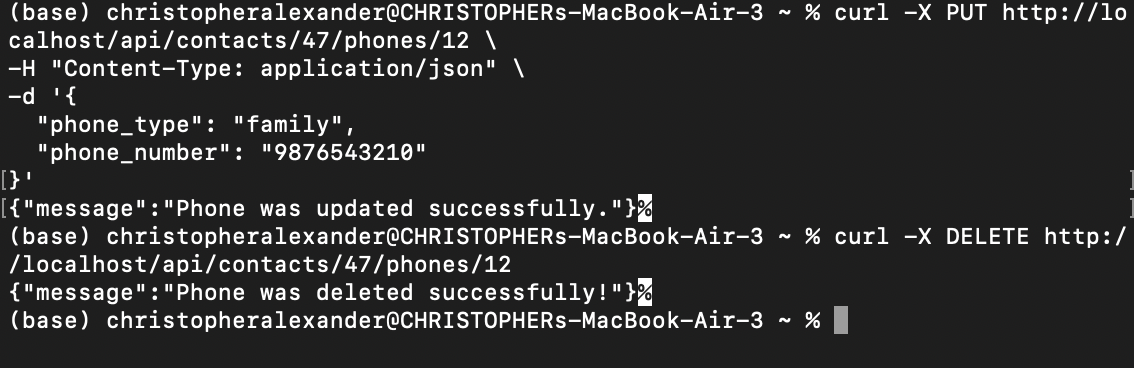 (base) christopheralexander@CHRISTOPHERs-MacBook-Air-3 ~ % curl -X PUT http://lo
calhost/api/contacts/47/phones/12 \
-H "Content-Type: application/json" \
-d '{
   "phone_type": "family",
   "phone_number": "9876543210"
[}' ]
[{"message":"Phone was updated successfully."}% ]
(base) christopheralexander@CHRISTOPHERs-MacBook-Air-3 ~ % curl -X DELETE http:/
/localhost/api/contacts/47/phones/12
{"message":"Phone was deleted successfully!"}%
(base) christopheralexander@CHRISTOPHERs-MacBook-Air-3 ~ %